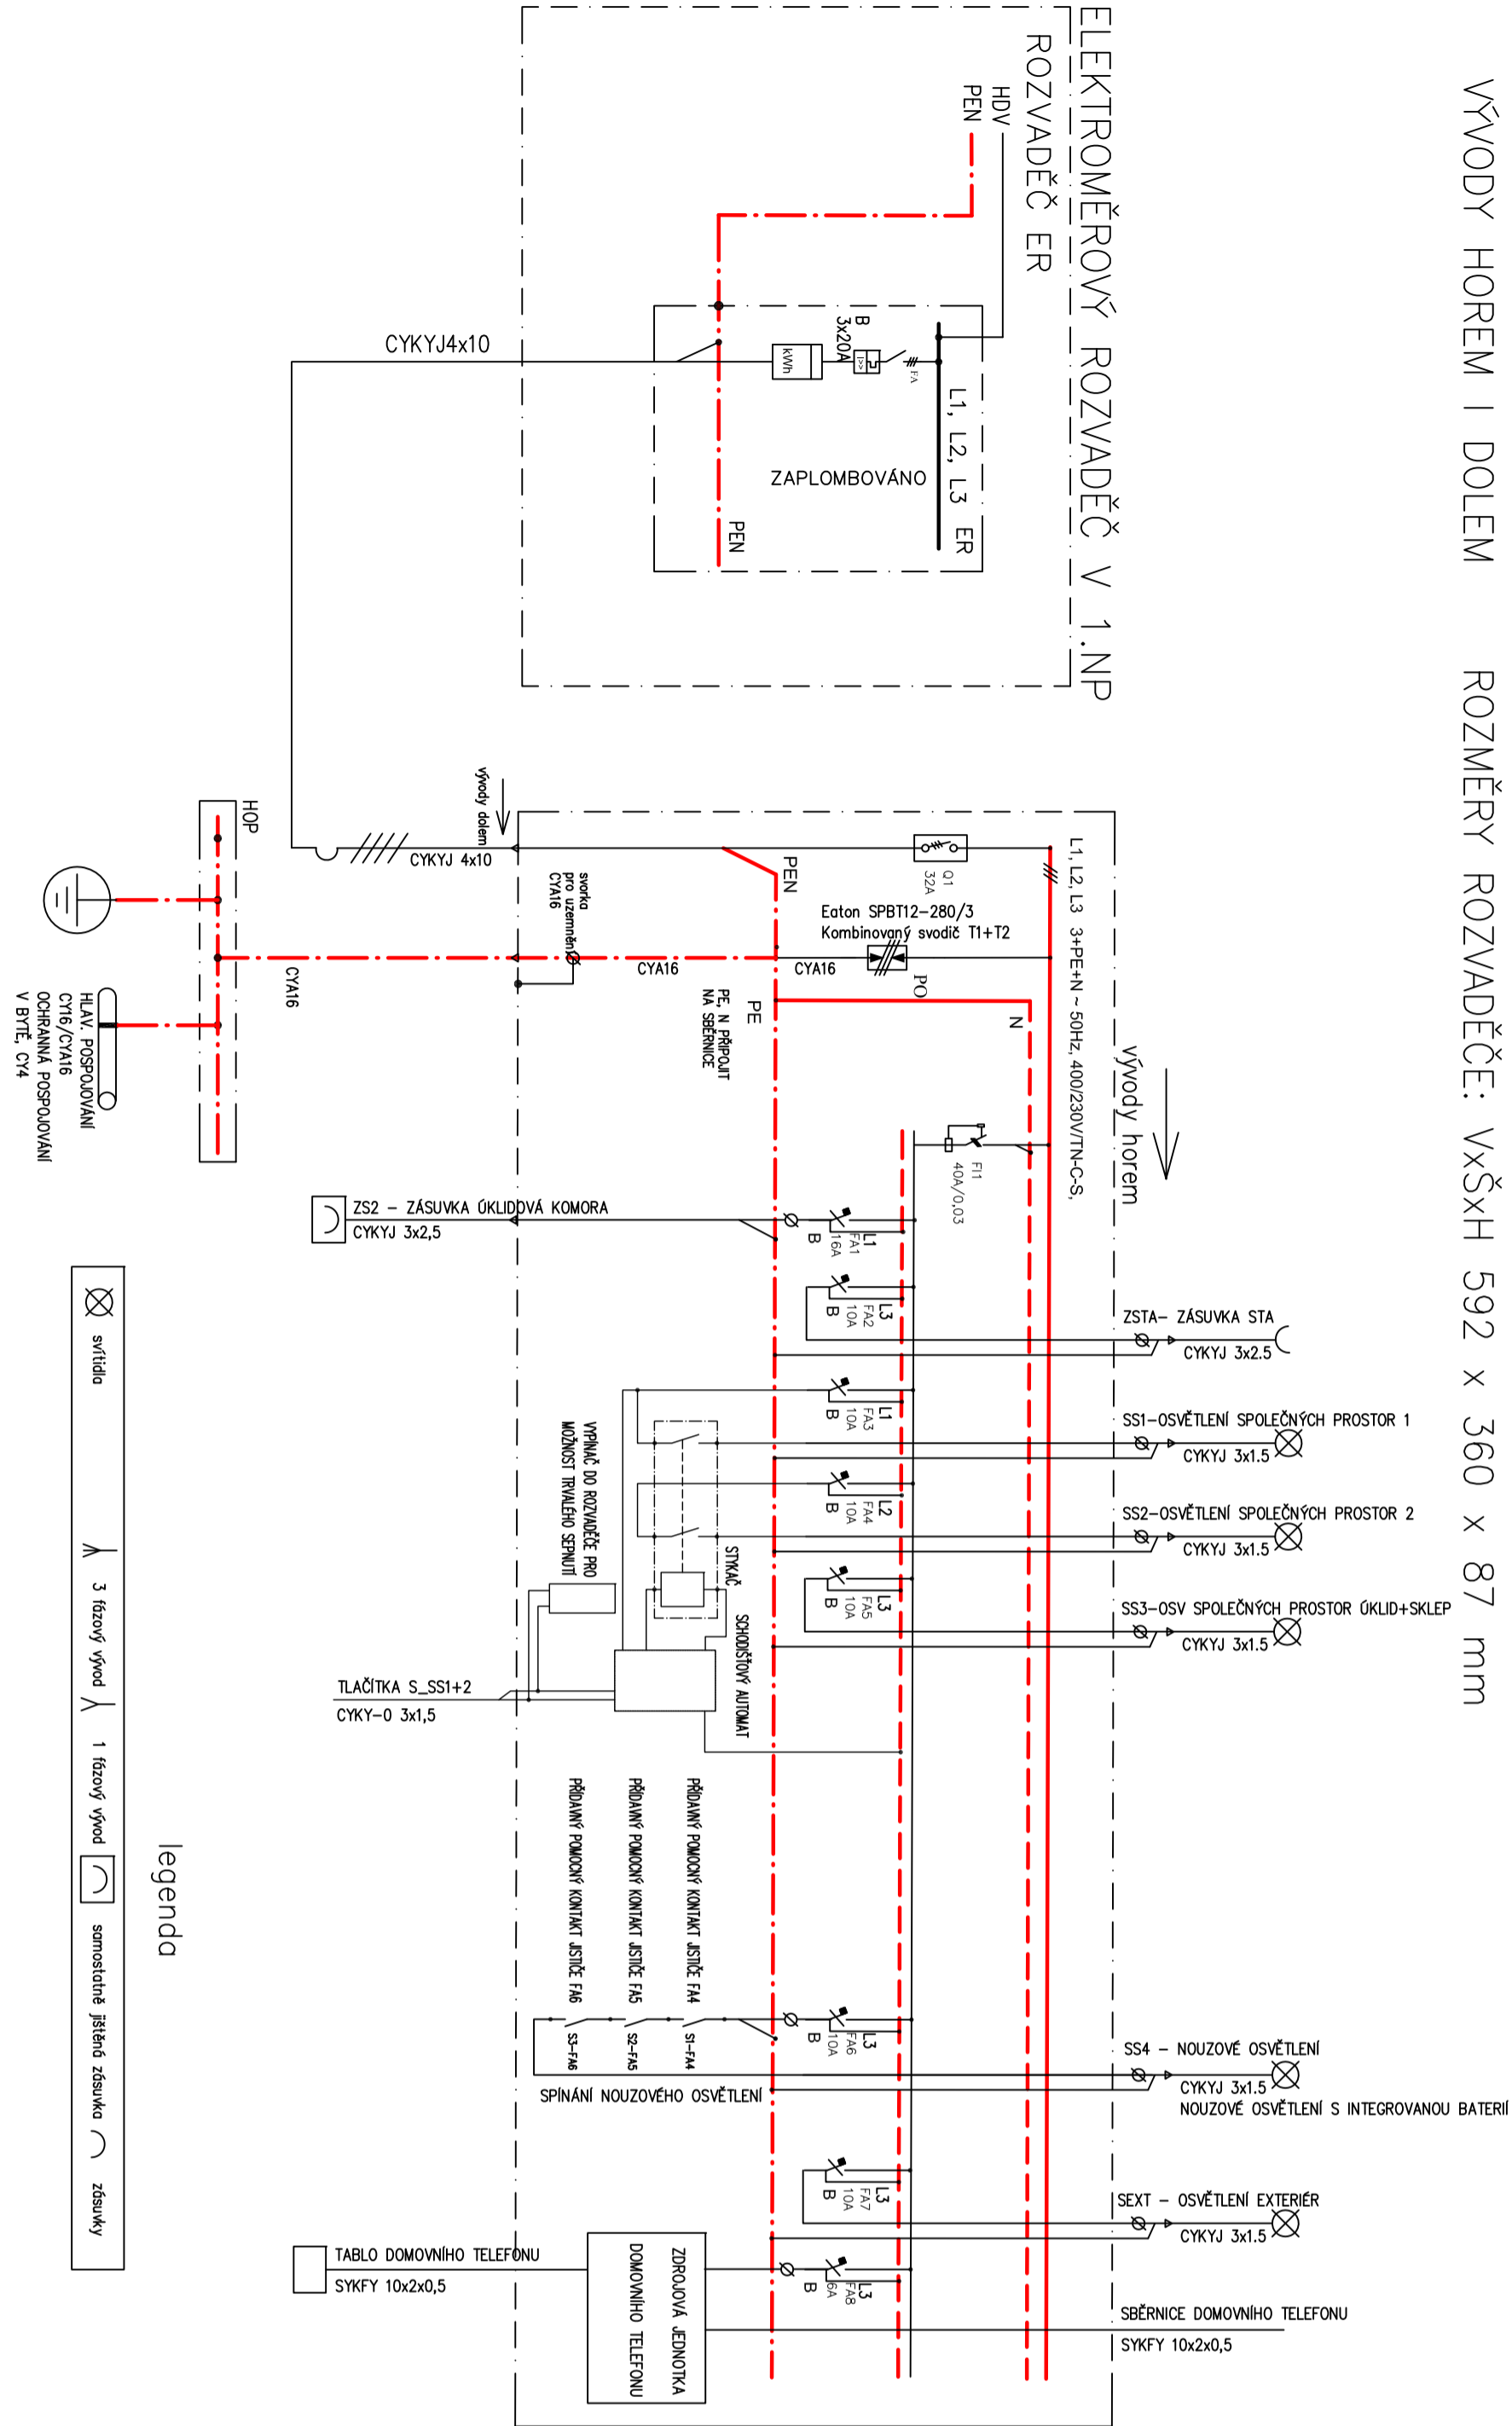 VÝVODY HOREM I DOLEM ROZMĚRY ROZVADĚČE: VxŠxH 592 x 360 x 87 mm
ELEKTROMĚROVÝ ROZVADĚČ V 1.NP
ROZVADĚČ ER
HDV
PEN
L1, L2, L3 ER
FA
B
3x20A
I>>
kWh
ZAPLOMBOVÁNO
PEN
CYKYJ4x10
L1, L2, L3 3+PE+N ~ 50Hz, 400/230V/TN-C-S,
vývody horem
vývody dolem
CYKYJ 4x10
Q1
32A
PEN
Eaton SPBT12-280/3
Kombinovaný svodič T1+T2
PO
CYA16
CYA16
svorka
pro uzemnění
CYA16
N
PE
PE, N PŘIPOJIT
NA SBĚRNICE
HOP
CYA16
HLAV. POSPOJOVÁNÍ
CY16/CYA16
OCHRANNÁ POSPOJOVÁNÍ
V BYTĚ, CY4
FI1
40A/0,03
ZS2 - ZÁSUVKA ÚKLIDOVÁ KOMORA
CYKYJ 3x2,5
L1
FA1
16A
B
L3
FA2
10A
B
ZSTA- ZÁSUVKA STA
CYKYJ 3x2.5
L1
FA3
10A
B
SS1-OSVĚTLENÍ SPOLEČNÝCH PROSTOR 1
CYKYJ 3x1.5
L2
FA4
10A
B
SS2-OSVĚTLENÍ SPOLEČNÝCH PROSTOR 2
CYKYJ 3x1.5
L3
FA5
10A
B
SS3-OSV SPOLEČNÝCH PROSTOR ÚKLID+SKLEP
CYKYJ 3x1.5
VYPÍNAČ DO ROZVADĚČE PRO
MOŽNOST TRVALÉHO SEPNUTÍ
STYKAČ
SCHODIŠŤOVÝ AUTOMAT
TLAČÍTKA S_SS1+2
CYKY-O 3x1,5
PŘÍDAVNÝ POMOCNÝ KONTAKT JISTIČE FA4
PŘÍDAVNÝ POMOCNÝ KONTAKT JISTIČE FA5
PŘÍDAVNÝ POMOCNÝ KONTAKT JISTIČE FA6
S1-FA4
S2-FA5
S3-FA6
L3
FA6
10A
B
SPÍNÁNÍ NOUZOVÉHO OSVĚTLENÍ
SS4 - NOUZOVÉ OSVĚTLENÍ
CYKYJ 3x1.5
NOUZOVÉ OSVĚTLENÍ S INTEGROVANOU BATERIÍ
L3
FA7
10A
B
SEXT - OSVĚTLENÍ EXTERIÉR
CYKYJ 3x1.5
L3
FA8
6A
B
ZDROJOVÁ JEDNOTKA
DOMOVNÍHO TELEFONU
TABLO DOMOVNÍHO TELEFONU
SYKFY 10x2x0,5
SBĚRNICE DOMOVNÍHO TELEFONU
SYKFY 10x2x0,5
legenda
svítidla
3 fázový vývod
1 fázový vývod
samostatně jištěná zásuvka
zásuvky